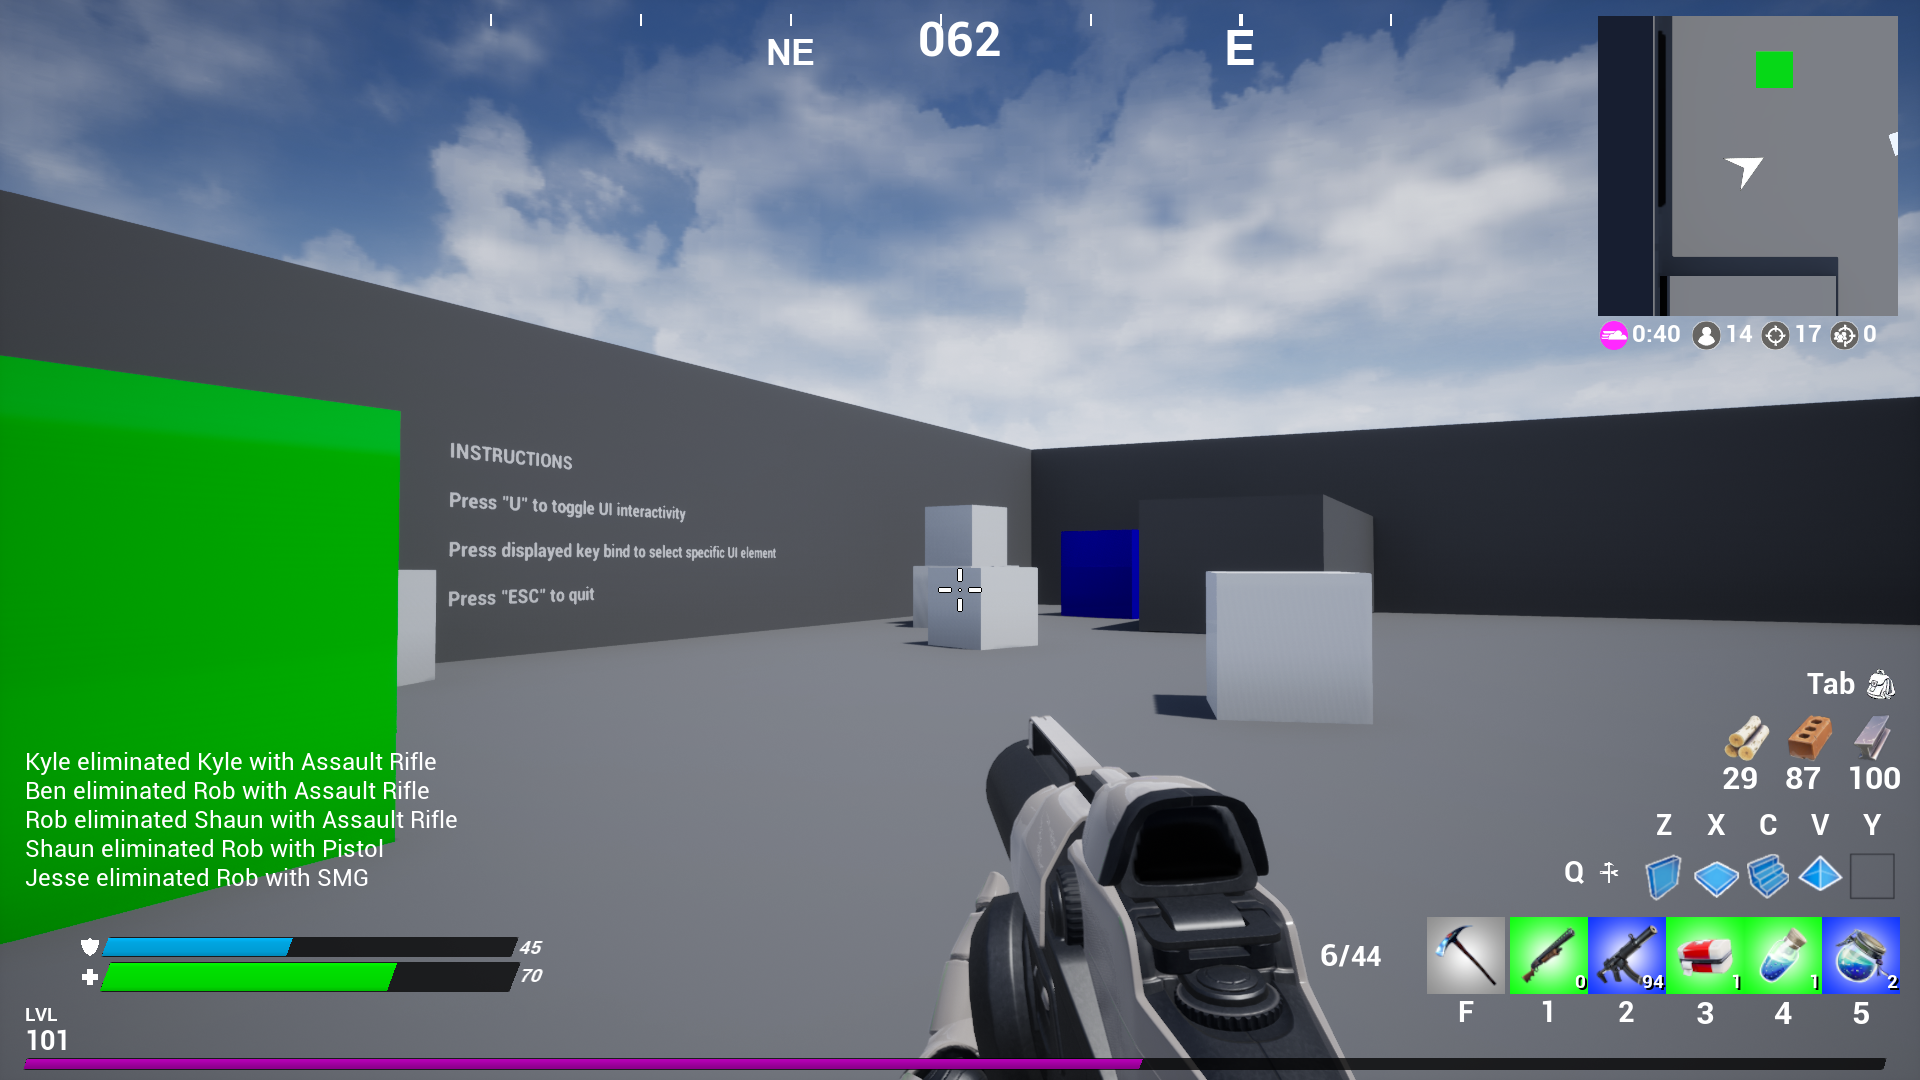 NE 062 E
0:40 14 17 0
INSTRUCTIONS
Press "U" to toggle UI interactivity
Press displayed key bind to select specific UI element
Press "ESC" to quit
Tab
29 87 100
Z X C V Y
Q
Kyle eliminated Kyle with Assault Rifle
Ben eliminated Rob with Assault Rifle
Rob eliminated Shaun with Assault Rifle
Shaun eliminated Rob with Pistol
Jesse eliminated Rob with SMG
45
70
6/44
0 94 1 1 2
F 1 2 3 4 5
LVL
101